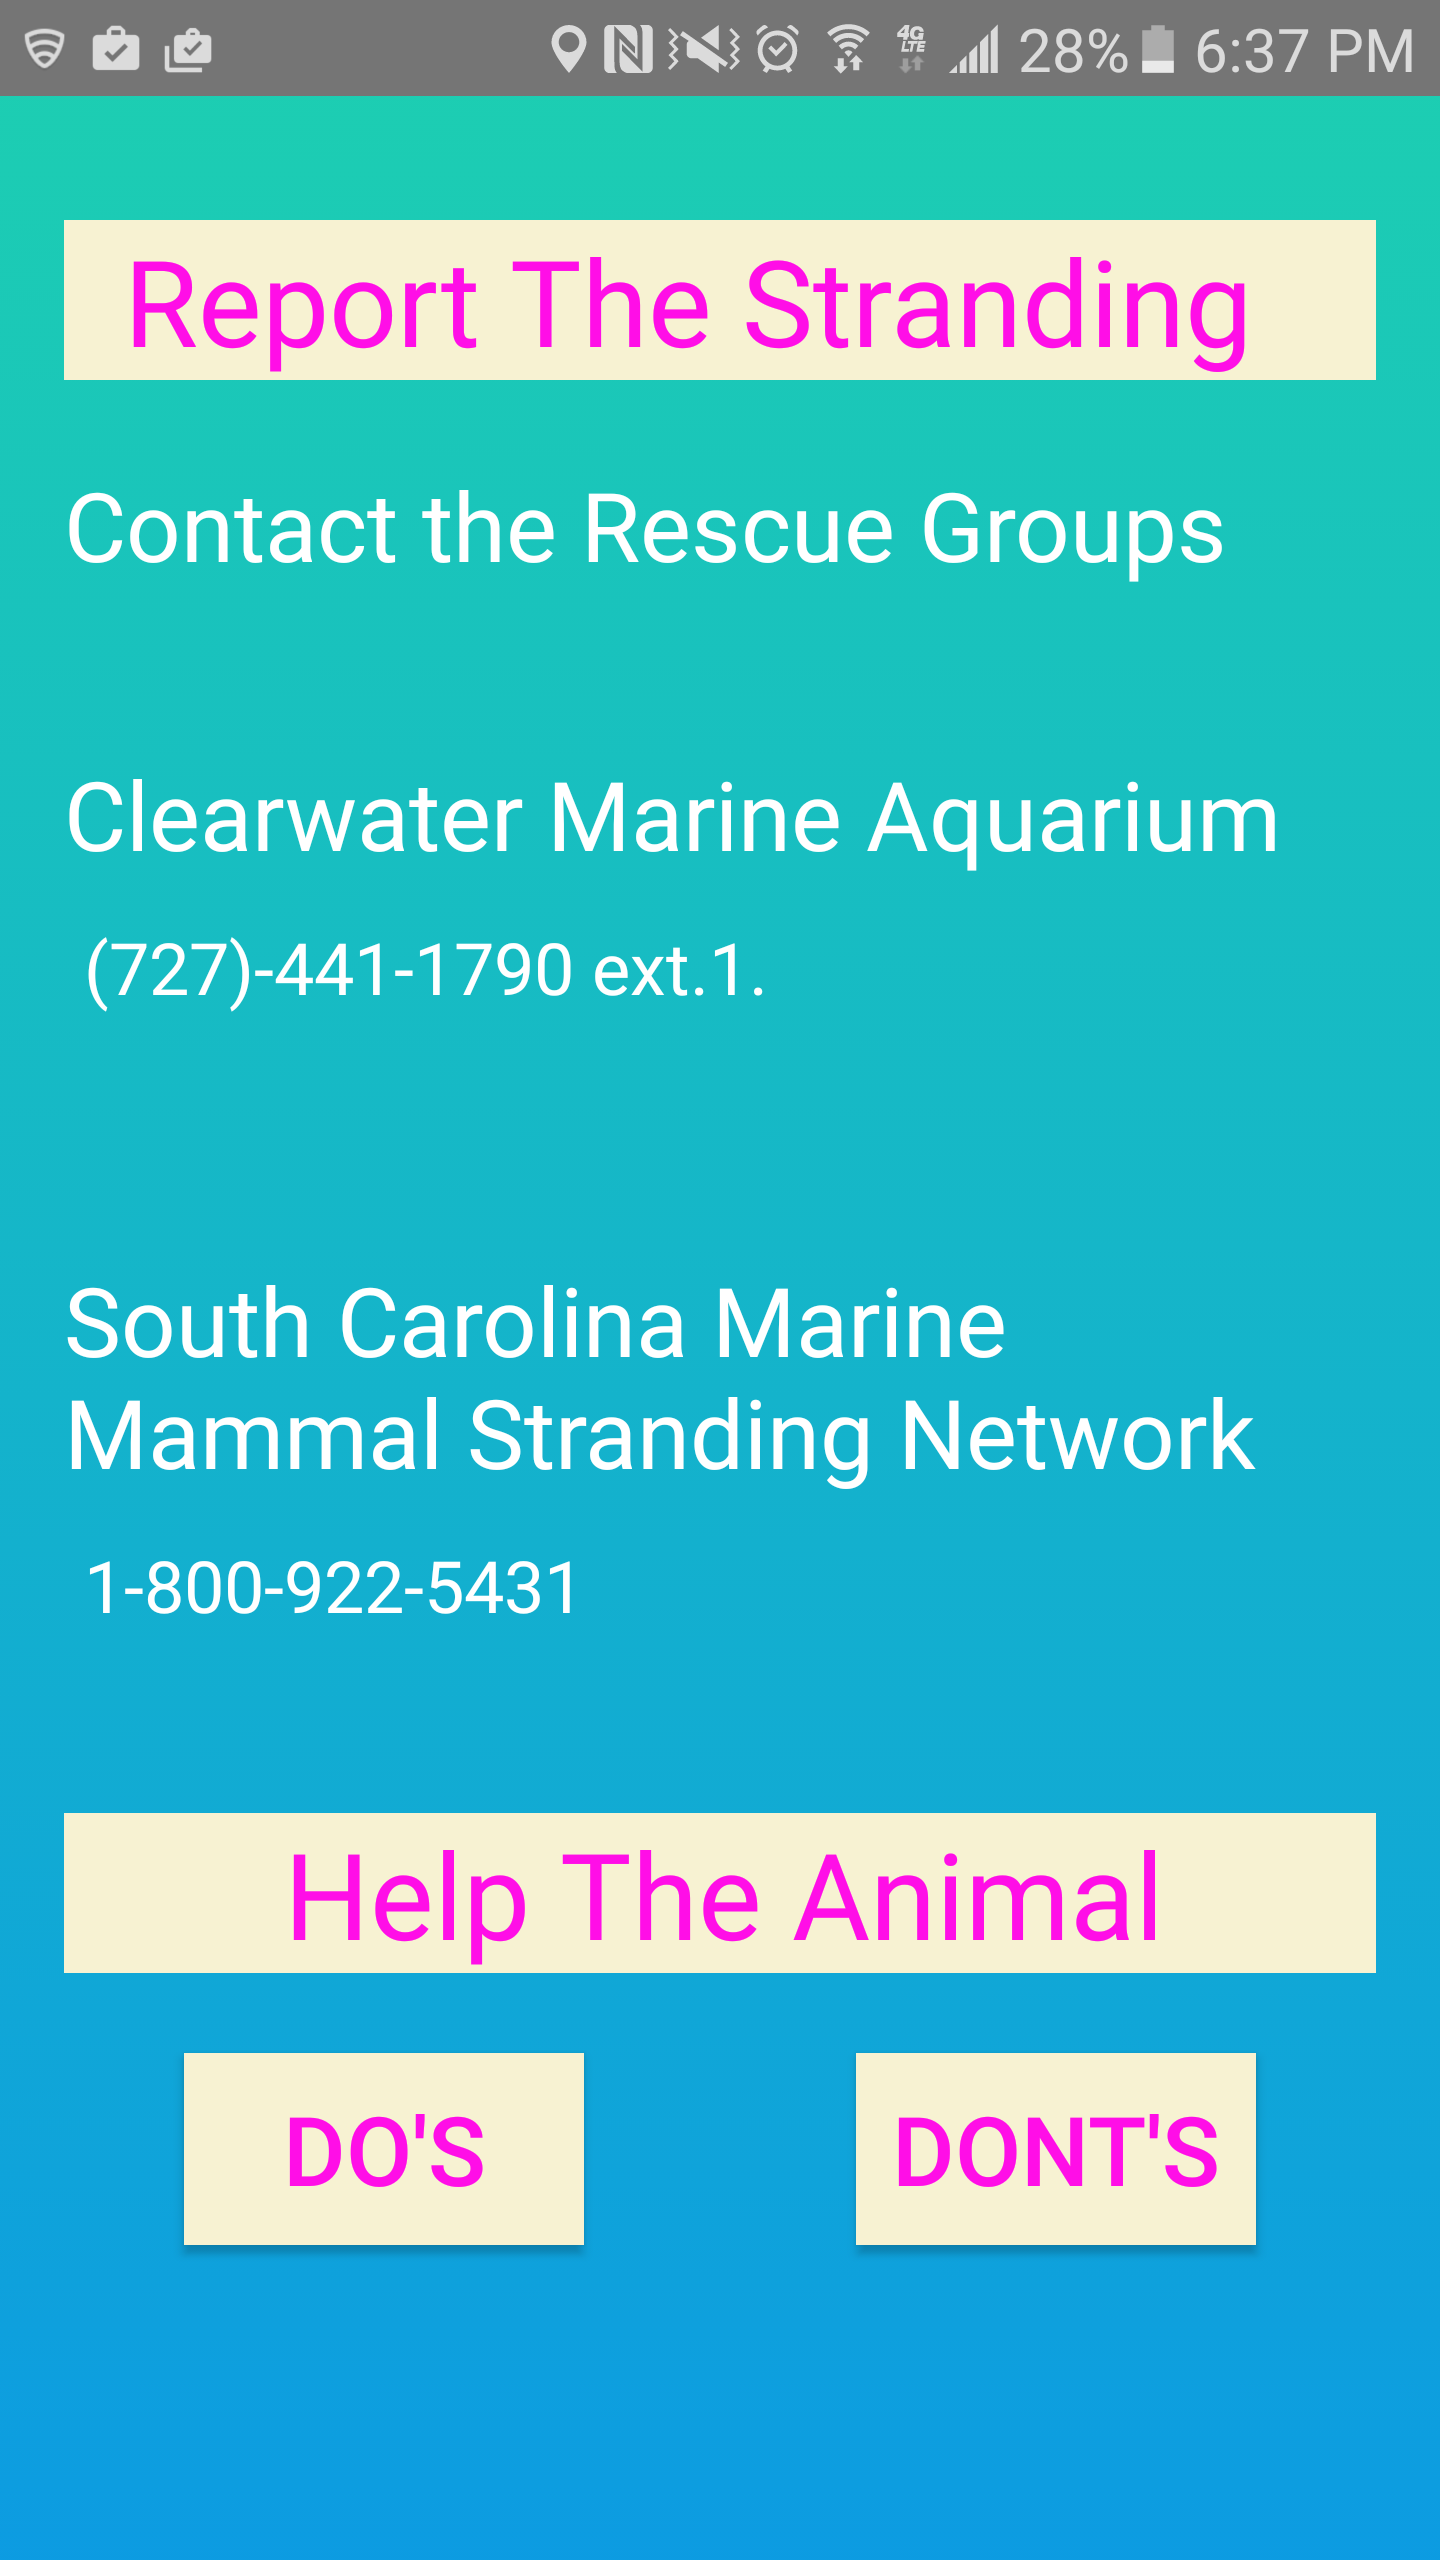 4G
LTE
28%
6:37 PM
Report The Stranding
Contact the Rescue Groups
Clearwater Marine Aquarium
(727)-441-1790 ext.1.
South Carolina Marine
Mammal Stranding Network
1-800-922-5431
Help The Animal
DO'S
DONT'S